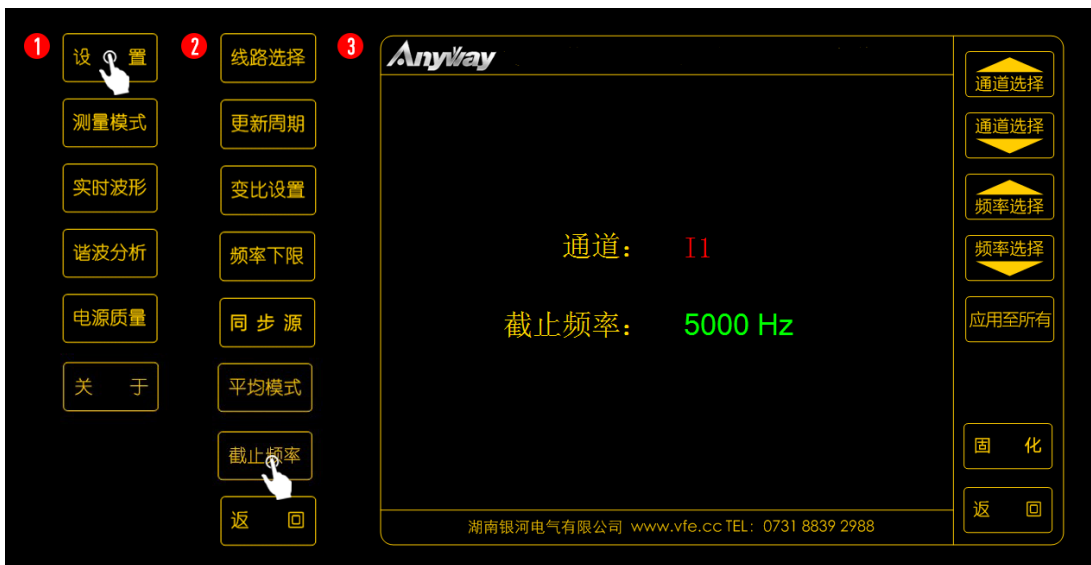 1
设 置
测量模式
实时波形
谐波分析
电源质量
关 于
2
线路选择
更新周期
变比设置
频率下限
同 步 源
平均模式
截止频率
返 回
3
Anyway
通道： I1
截止频率： 5000 Hz
湖南银河电气有限公司 www.vfe.cc TEL：0731 8839 2988
通道选择
通道选择
频率选择
频率选择
应用至所有
固 化
返 回